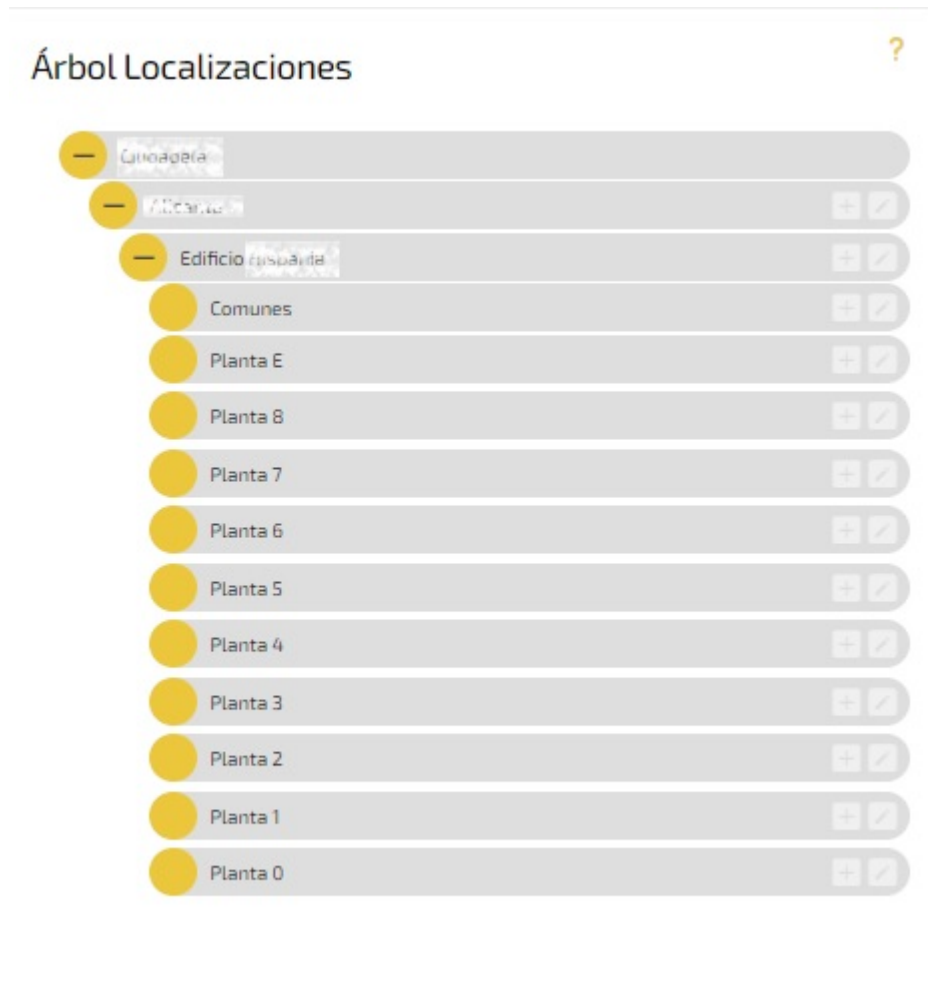 Árbol Localizaciones
?
Edificio
Comunes
Planta E
Planta 8
Planta 7
Planta 6
Planta 5
Planta 4
Planta 3
Planta 2
Planta 1
Planta 0